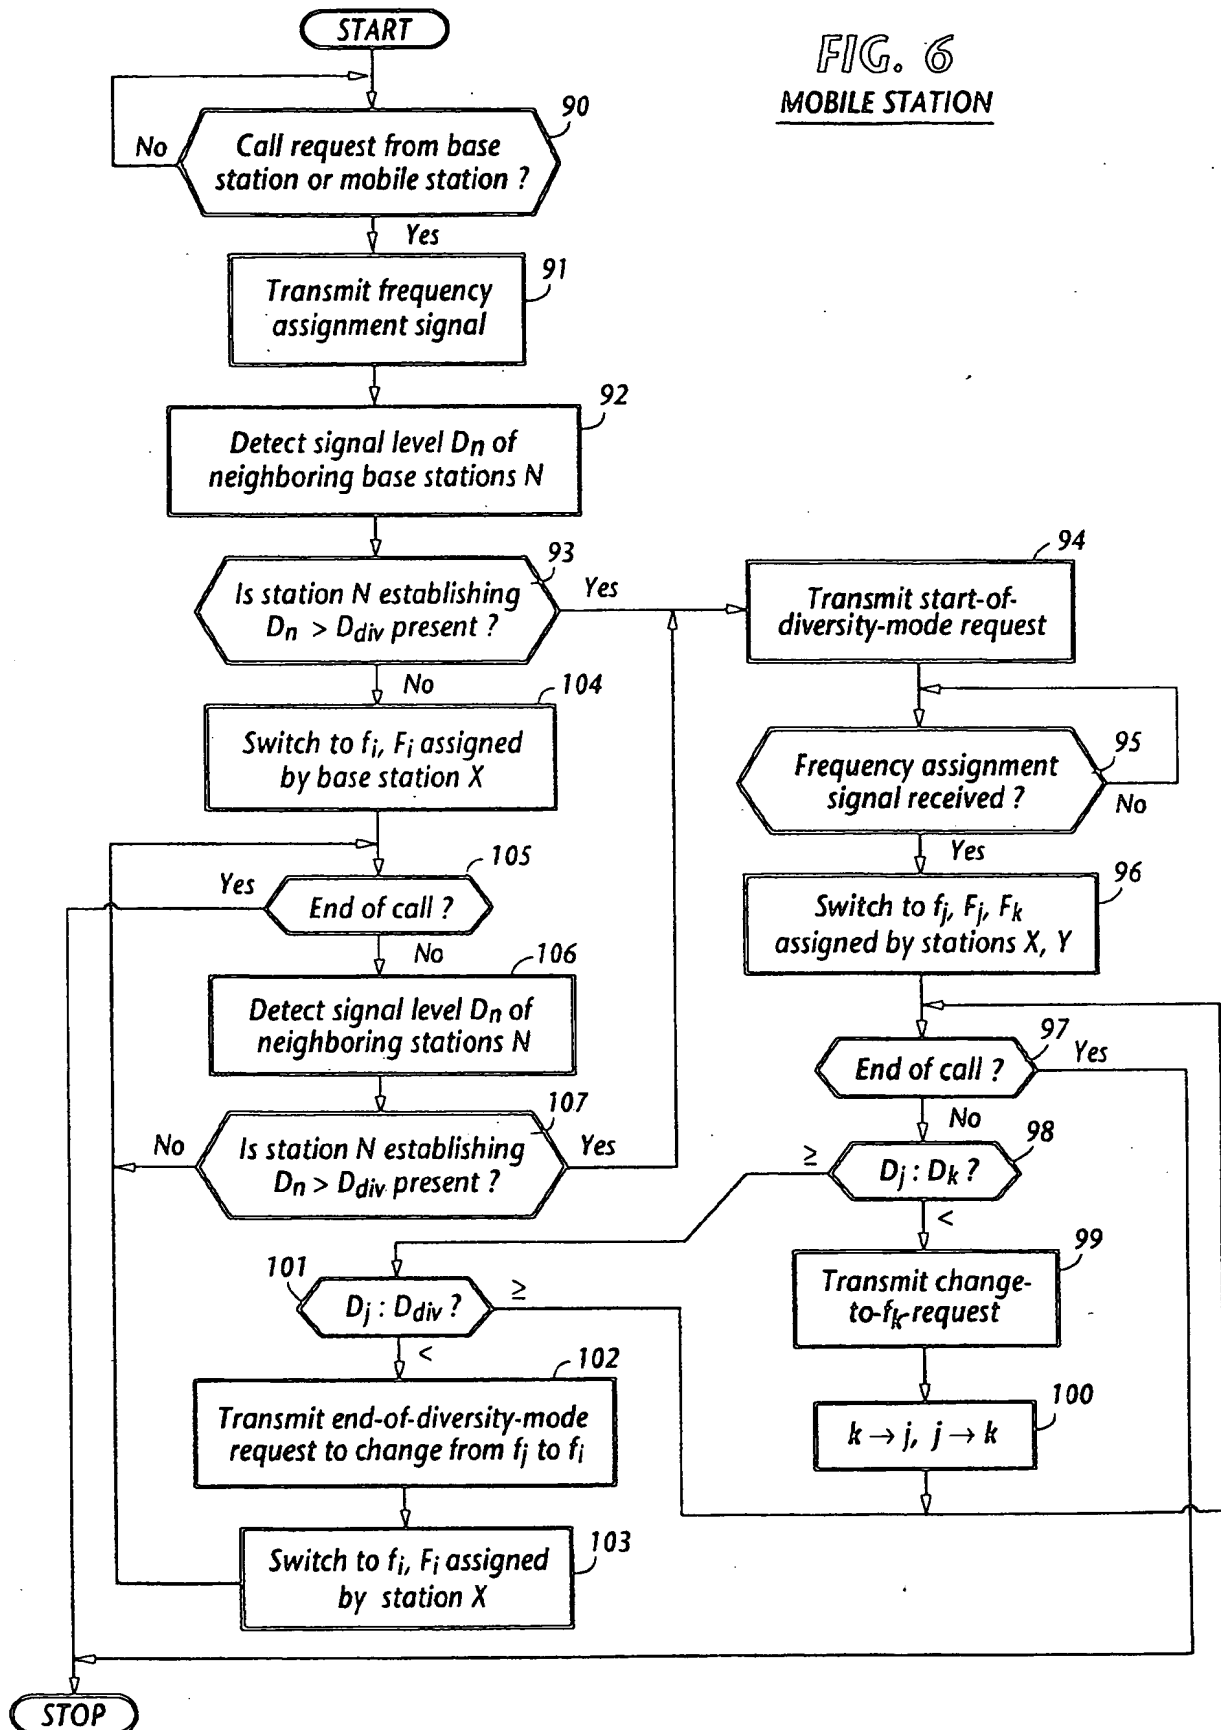 START
FIG. 6
MOBILE STATION
90
Call request from base
station or mobile station ?
No
Yes
91
Transmit frequency
assignment signal
92
Detect signal level Dn of
neighboring base stations N
93
Is station N establishing
Dn > Ddiv present ?
Yes
No
94
Transmit start-of-
diversity-mode request
104
Switch to fi, Fi assigned
by base station X
95
Frequency assignment
signal received ?
No
Yes
105
Yes
End of call ?
No
96
Switch to fj, Fj, Fk
assigned by stations X, Y
106
Detect signal level Dn of
neighboring stations N
97
End of call ?
Yes
No
107
No
Is station N establishing
Dn > Ddiv present ?
Yes
98
≥
Dj : Dk ?
<
99
Transmit change-
to-fk-request
101
Dj : Ddiv ?
≥
<
102
Transmit end-of-diversity-mode
request to change from fj to fi
100
k → j, j → k
103
Switch to fi, Fi assigned
by station X
STOP